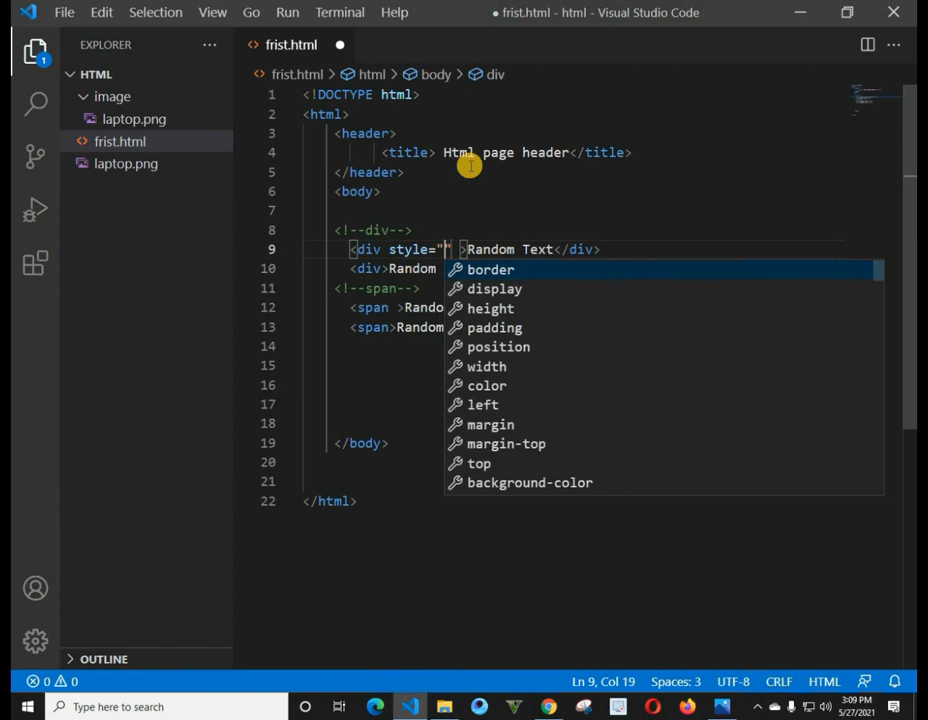 File Edit Selection View Go Run Terminal Help ● frist.html - html - Visual Studio Code
EXPLORER ··· <> frist.html ●
1
HTML
<> frist.html > html > body > div
image
laptop.png
<> frist.html
laptop.png
1 <!DOCTYPE html>
2 <html>
3 <header>
4 <title> Html page header</title>
5 </header>
6 <body>
7
8 <!--div-->
9 <div style="" >Random Text</div>
10 <div>Random
11 <!--span-->
12 <span >Rando
13 <span>Random
14
15
16
17
18
19 </body>
20
21
22 </html>
border
display
height
padding
position
width
color
left
margin
margin-top
top
background-color
OUTLINE
0 0 Ln 9, Col 19 Spaces: 3 UTF-8 CRLF HTML
Type here to search
3:09 PM
5/27/2021